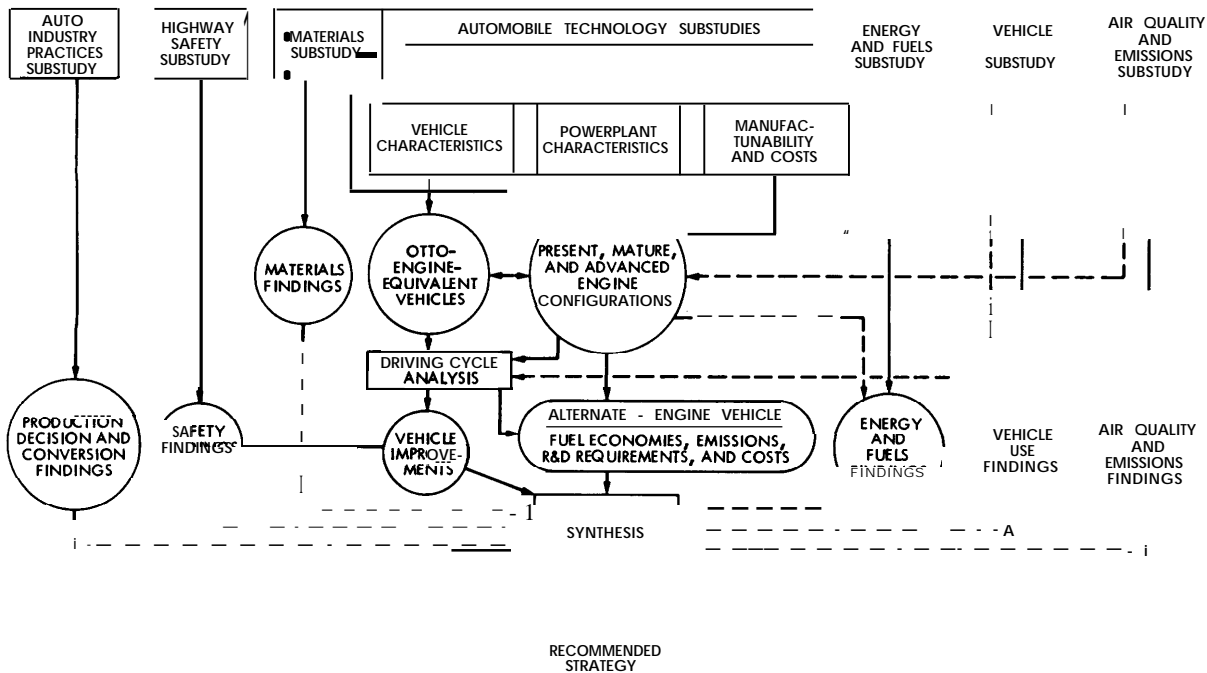 AUTO
INDUSTRY
PRACTICES
SUBSTUDY
HIGHWAY
SAFETY
SUBSTUDY
MATERIALS
SUBSTUDY
AUTOMOBILE TECHNOLOGY SUBSTUDIES
ENERGY
AND FUELS
SUBSTUDY
VEHICLE
SUBSTUDY
AIR QUALITY
AND
EMISSIONS
SUBSTUDY
VEHICLE
CHARACTERISTICS
POWERPLANT
CHARACTERISTICS
MANUFAC-
TUNABILITY
AND COSTS
MATERIALS
FINDINGS
OTTO-
ENGINE-
EQUIVALENT
VEHICLES
PRESENT, MATURE,
AND ADVANCED
ENGINE
CONFIGURATIONS
DRIVING CYCLE
ANALYSIS
PRODUCTION
DECISION AND
CONVERSION
FINDINGS
SAFETY
FINDINGS
VEHICLE
IMPROVE-
MENTS
ALTERNATE - ENGINE VEHICLE
FUEL ECONOMIES, EMISSIONS,
R&D REQUIREMENTS, AND COSTS
ENERGY
AND
FUELS
FINDINGS
VEHICLE
USE
FINDINGS
AIR QUALITY
AND
EMISSIONS
FINDINGS
- 1
SYNTHESIS
A
i
i
RECOMMENDED
STRATEGY